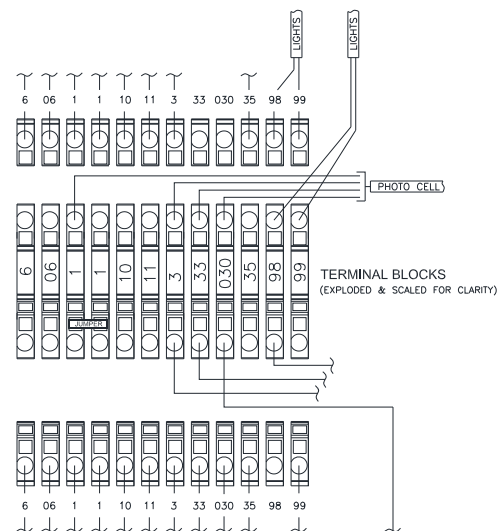 LIGHTS LIGHTS
6 06 1 1 10 11 3 33 030 35 98 99
PHOTO CELL
6 06 1 1 10 11 3 33 030 35 98 99
TERMINAL BLOCKS
(EXPLODED & SCALED FOR CLARITY)
JUMPER
6 06 1 1 10 11 3 33 030 35 98 99